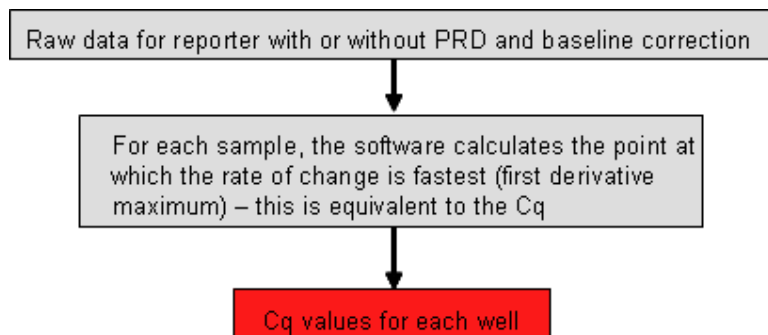 Raw data for reporter with or without PRD and baseline correction
For each sample, the software calculates the point at
which the rate of change is fastest (first derivative
maximum) – this is equivalent to the Cq
Cq values for each well